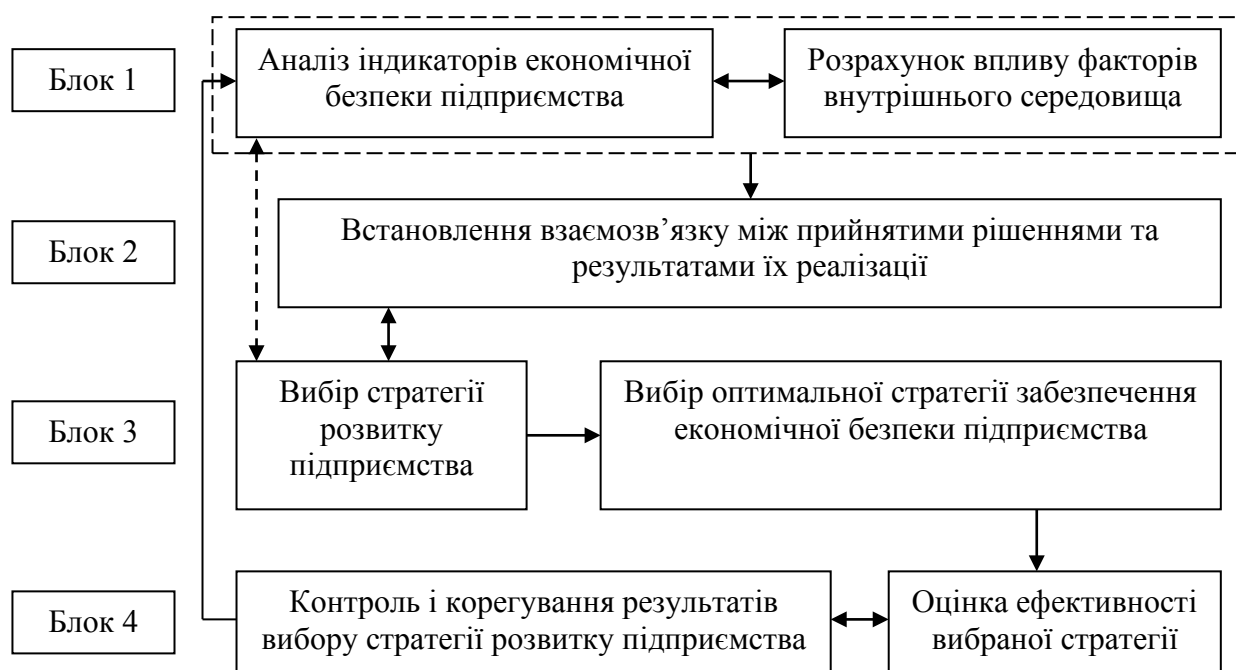 Блок 1
Аналіз індикаторів економічної
безпеки підприємства
Розрахунок впливу факторів
внутрішнього середовища
Блок 2
Встановлення взаємозв’язку між прийнятими рішеннями та
результатами їх реалізації
Блок 3
Вибір стратегії
розвитку
підприємства
Вибір оптимальної стратегії забезпечення
економічної безпеки підприємства
Блок 4
Контроль і корегування результатів
вибору стратегії розвитку підприємства
Оцінка ефективності
вибраної стратегії